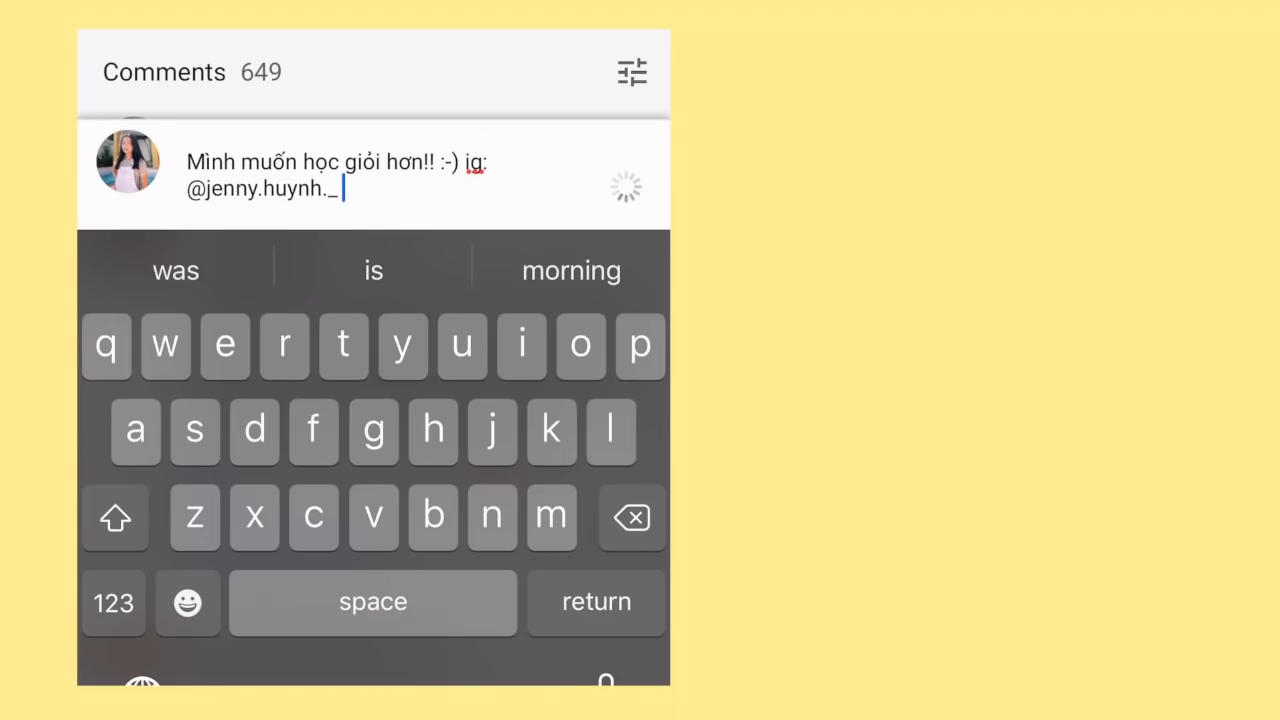 Comments 649
Mình muốn học giỏi hơn!! :-) ig:
@jenny.huynh._
was is morning
q w e r t y u i o p
a s d f g h j k l
z x c v b n m
123 space return